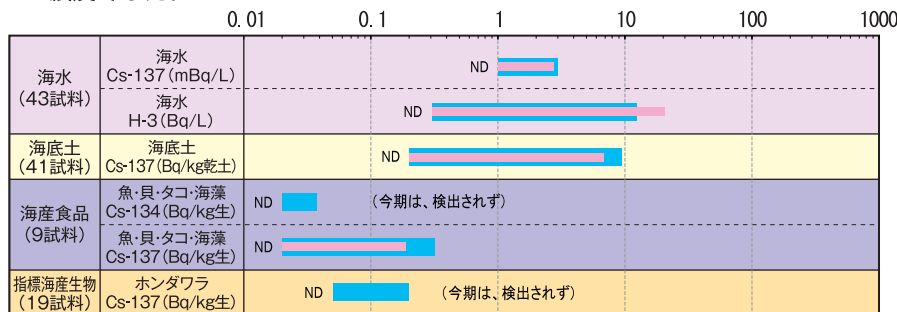 0.01 0.1 1 10 100 1000
海水
(43試料)
海水
Cs-137(mBq/L)
ND
海水
H-3(Bq/L)
ND
海底土
(41試料)
海底土
Cs-137(Bq/kg乾土)
ND
海産食品
(9試料)
魚・貝・タコ・海藻
Cs-134(Bq/kg生)
ND
(今期は、検出されず)
魚・貝・タコ・海藻
Cs-137(Bq/kg生)
ND
指標海産生物
(19試料)
ホンダワラ
Cs-137(Bq/kg生)
ND
(今期は、検出されず)